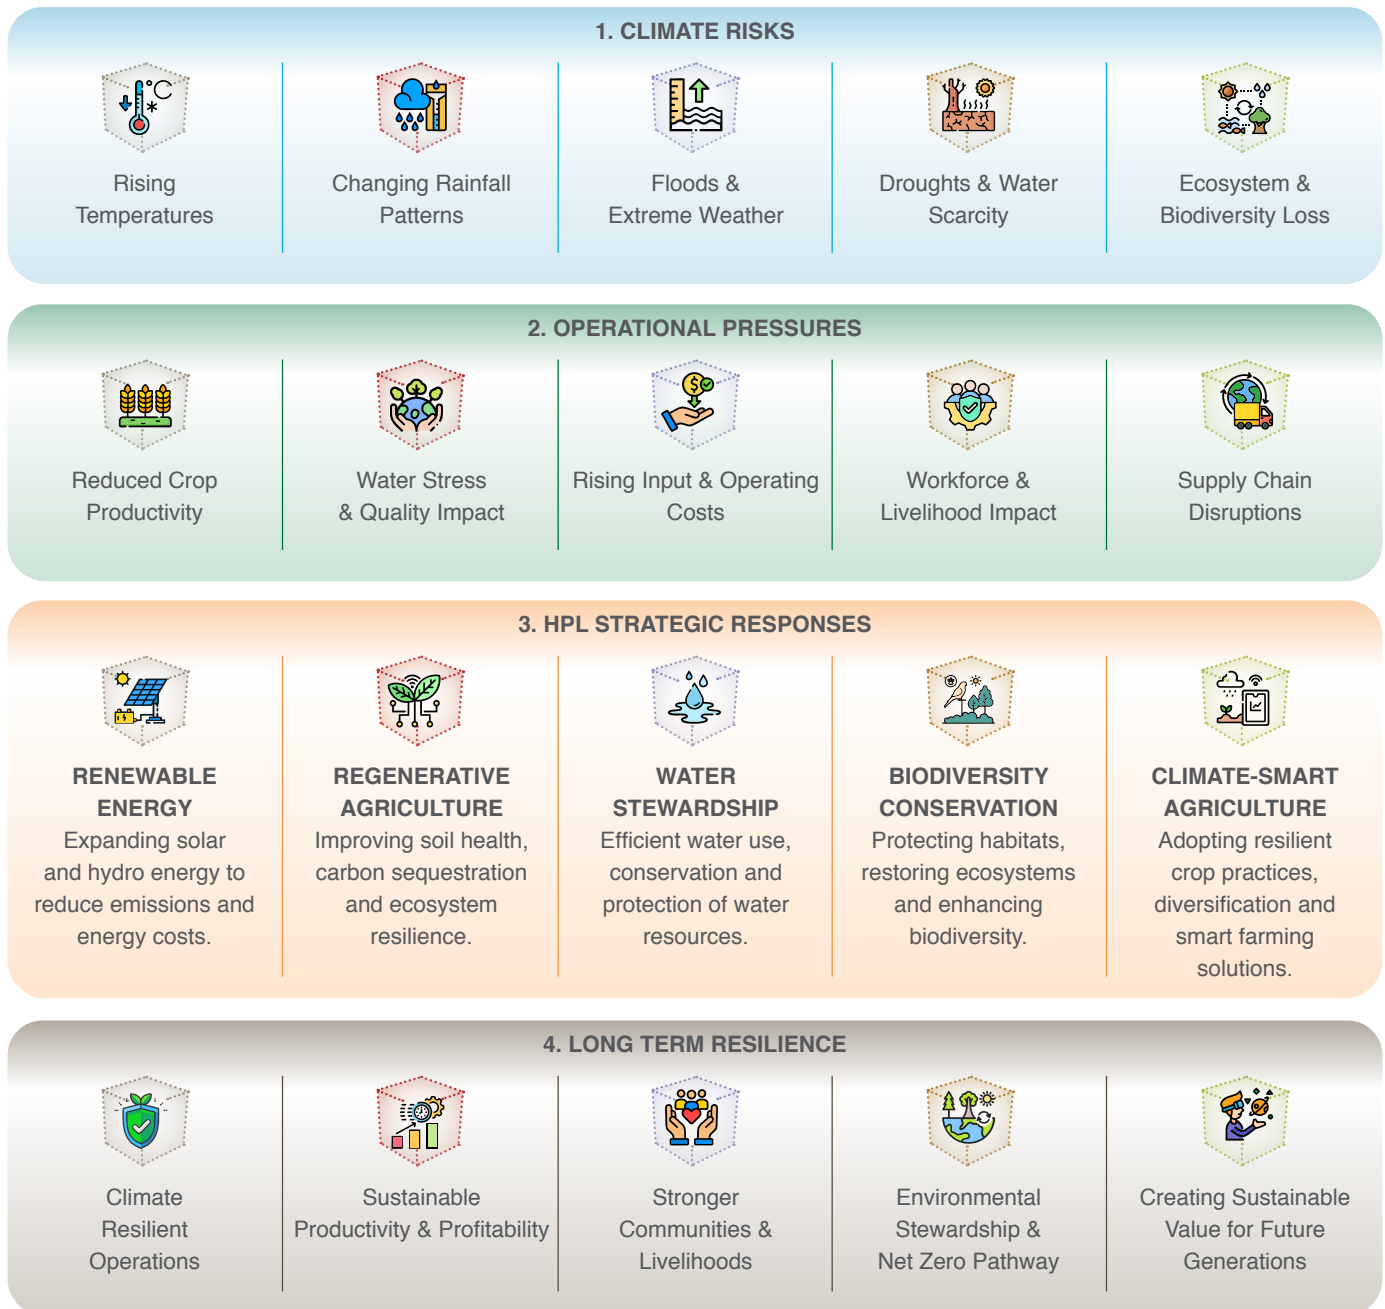 1. CLIMATE RISKS
Rising
Temperatures
Changing Rainfall
Patterns
Floods &
Extreme Weather
Droughts & Water
Scarcity
Ecosystem &
Biodiversity Loss
2. OPERATIONAL PRESSURES
Reduced Crop
Productivity
Water Stress
& Quality Impact
Rising Input & Operating
Costs
Workforce &
Livelihood Impact
Supply Chain
Disruptions
3. HPL STRATEGIC RESPONSES
RENEWABLE
ENERGY
Expanding solar
and hydro energy to
reduce emissions and
energy costs.
REGENERATIVE
AGRICULTURE
Improving soil health,
carbon sequestration
and ecosystem
resilience.
WATER
STEWARDSHIP
Efficient water use,
conservation and
protection of water
resources.
BIODIVERSITY
CONSERVATION
Protecting habitats,
restoring ecosystems
and enhancing
biodiversity.
CLIMATE-SMART
AGRICULTURE
Adopting resilient
crop practices,
diversification and
smart farming
solutions.
4. LONG TERM RESILIENCE
Climate
Resilient
Operations
Sustainable
Productivity & Profitability
Stronger
Communities &
Livelihoods
Environmental
Stewardship &
Net Zero Pathway
Creating Sustainable
Value for Future
Generations